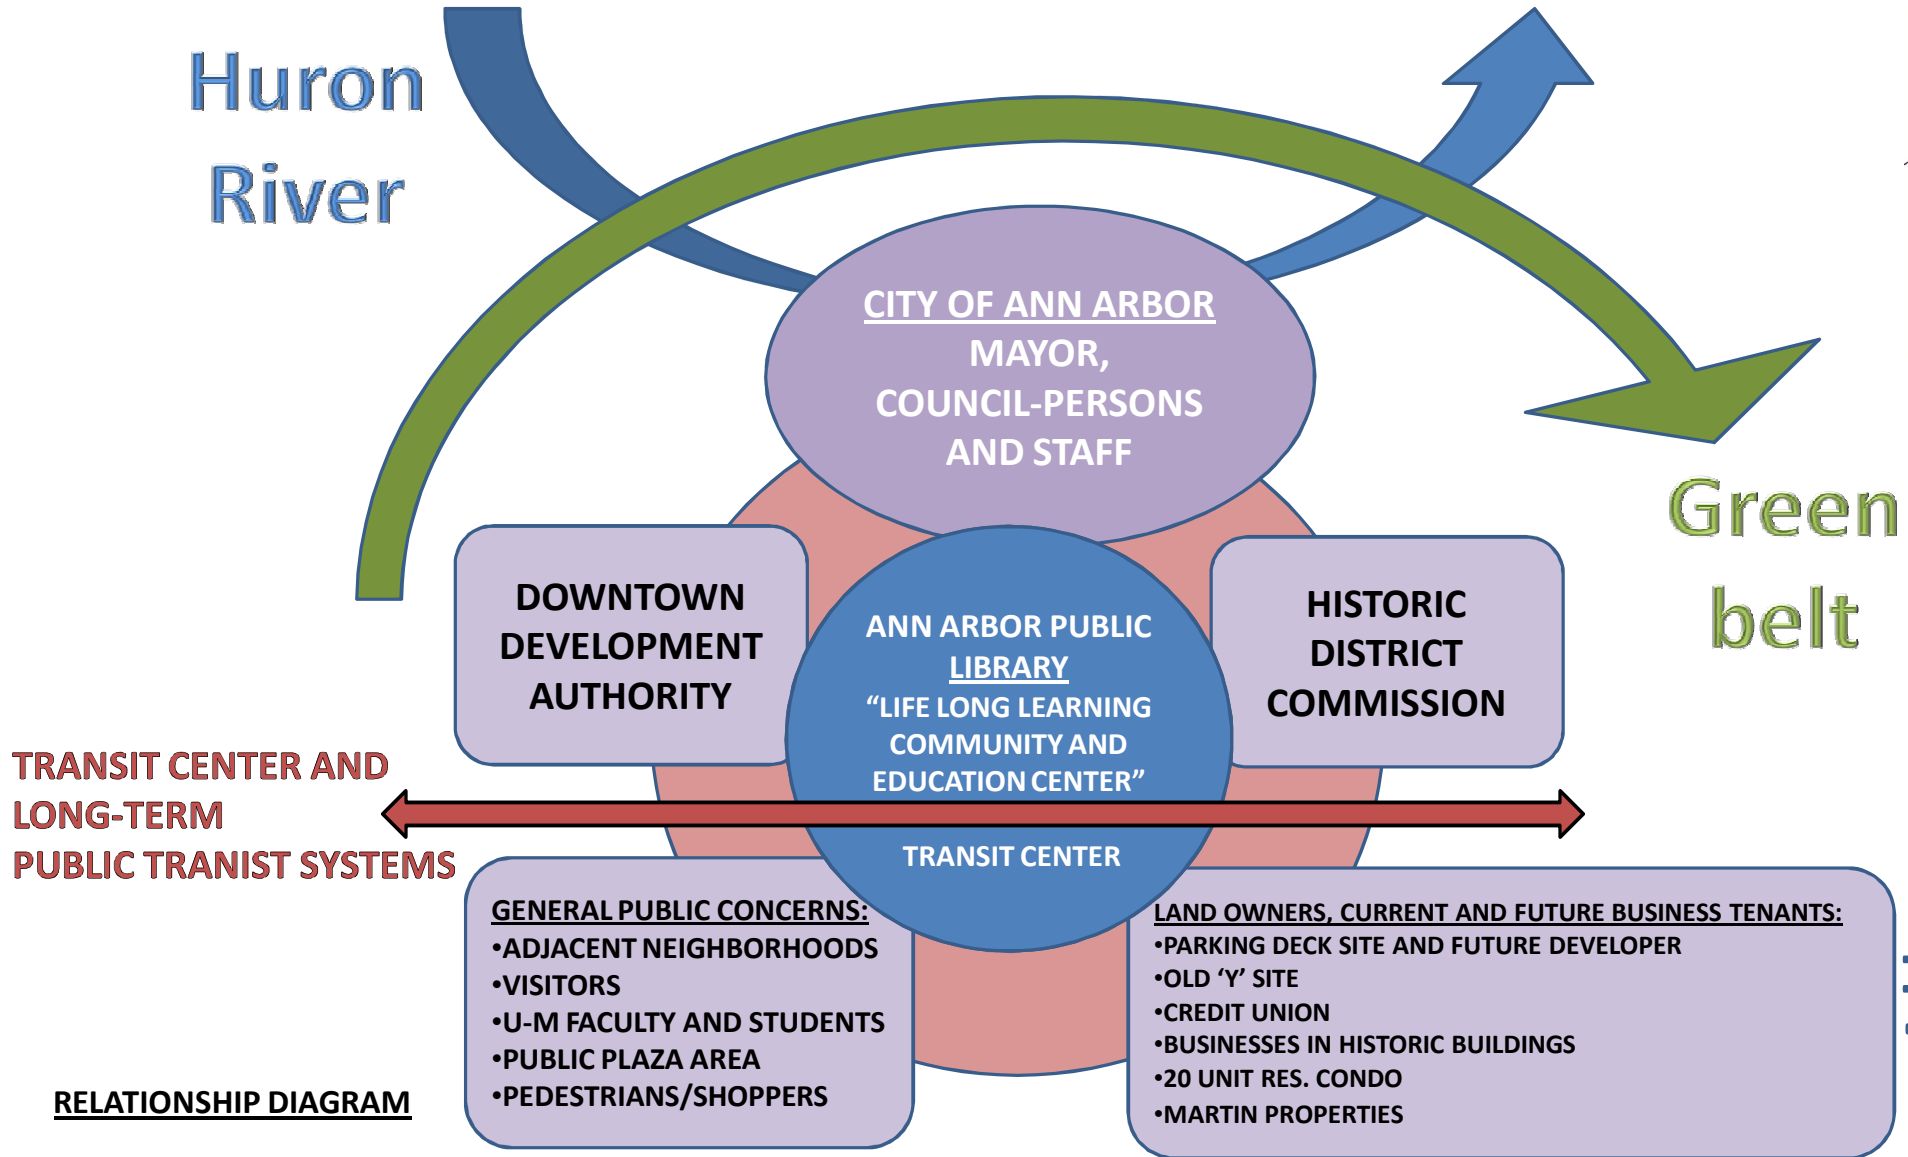 Huron
River
CITY OF ANN ARBOR
MAYOR,
COUNCIL-PERSONS
AND STAFF
Green
belt
DOWNTOWN
DEVELOPMENT
AUTHORITY
ANN ARBOR PUBLIC
LIBRARY
“LIFE LONG LEARNING
COMMUNITY AND
EDUCATION CENTER”
TRANSIT CENTER
HISTORIC
DISTRICT
COMMISSION
TRANSIT CENTER AND
LONG-TERM
PUBLIC TRANIST SYSTEMS
GENERAL PUBLIC CONCERNS:
•ADJACENT NEIGHBORHOODS
•VISITORS
•U-M FACULTY AND STUDENTS
•PUBLIC PLAZA AREA
•PEDESTRIANS/SHOPPERS
LAND OWNERS, CURRENT AND FUTURE BUSINESS TENANTS:
•PARKING DECK SITE AND FUTURE DEVELOPER
•OLD ‘Y’ SITE
•CREDIT UNION
•BUSINESSES IN HISTORIC BUILDINGS
•20 UNIT RES. CONDO
•MARTIN PROPERTIES
RELATIONSHIP DIAGRAM